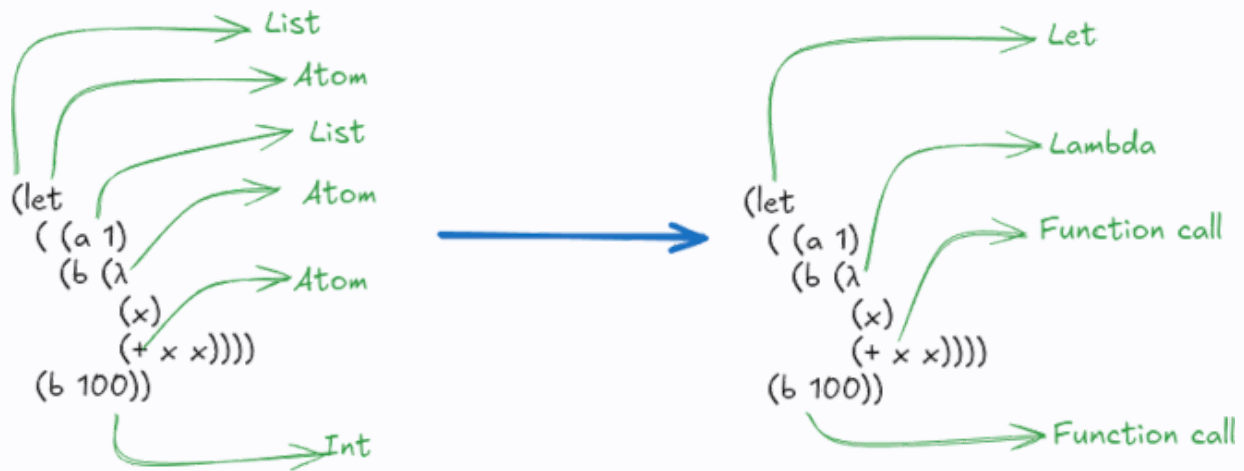 List
Atom
List
Atom
Atom
(let
( (a 1)
(b (λ
(x)
(+ x x))))
(b 100))
Int
Let
Lambda
Function call
(let
( (a 1)
(b (λ
(x)
(+ x x))))
(b 100))
Function call